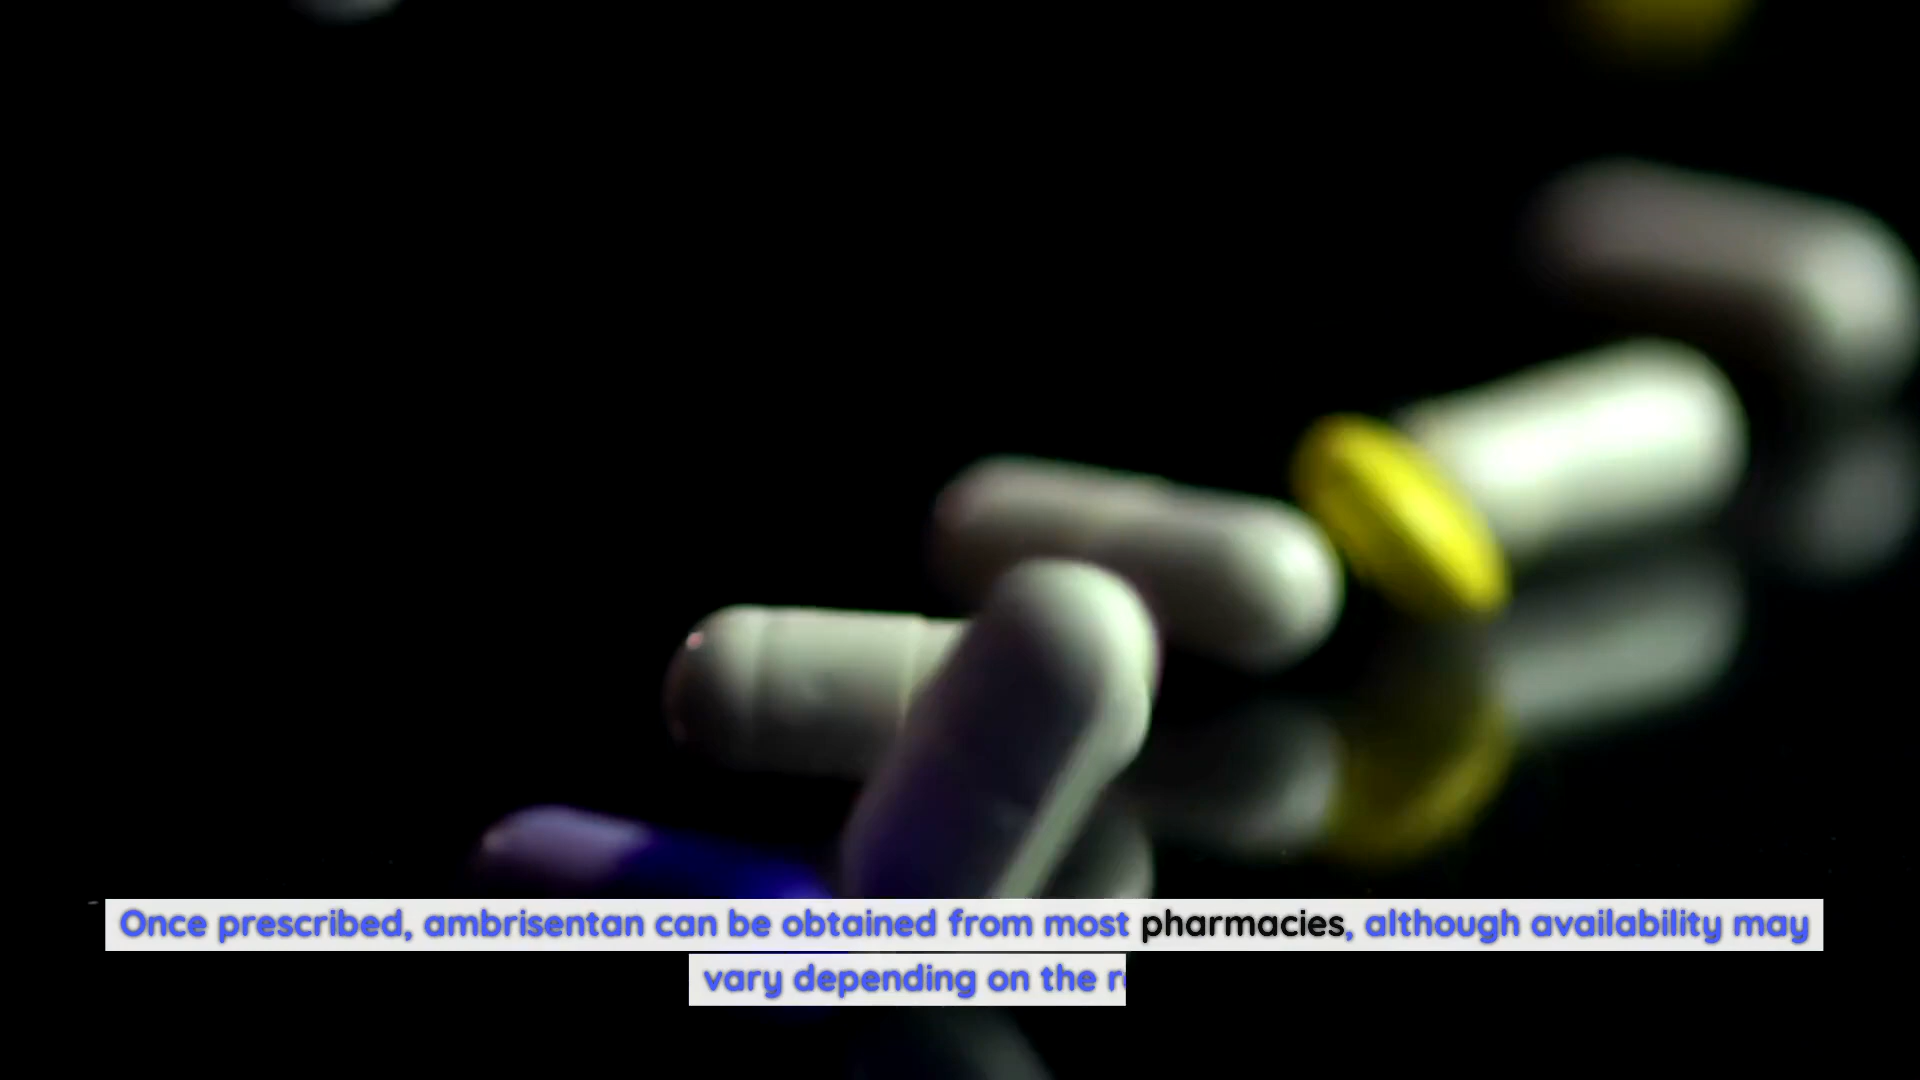 Once prescribed, ambrisentan can be obtained from most pharmacies, although availability may
vary depending on the